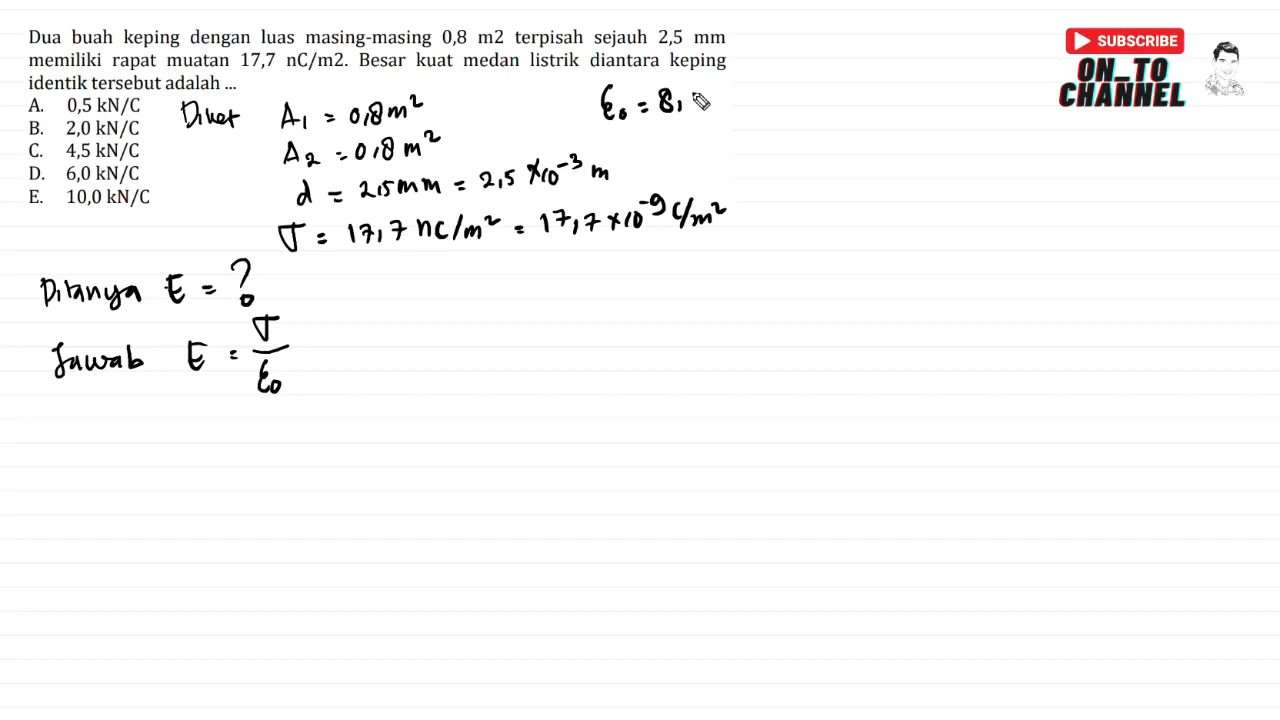 Dua buah keping dengan luas masing-masing 0,8 m2 terpisah sejauh 2,5 mm
memiliki rapat muatan 17,7 nC/m2. Besar kuat medan listrik diantara keping
identik tersebut adalah ...
A. 0,5 kN/C
B. 2,0 kN/C
C. 4,5 kN/C
D. 6,0 kN/C
E. 10,0 kN/C
Diket A₁ = 0,8 m²
A₂ = 0,8 m²
d = 2,5 mm = 2,5 × 10⁻³ m
σ = 17,7 nC/m² = 17,7 × 10⁻⁹ C/m²
ε₀ = 8,
Ditanya E = ?
Jawab E = σ/ε₀
SUBSCRIBE
ON_TO
CHANNEL